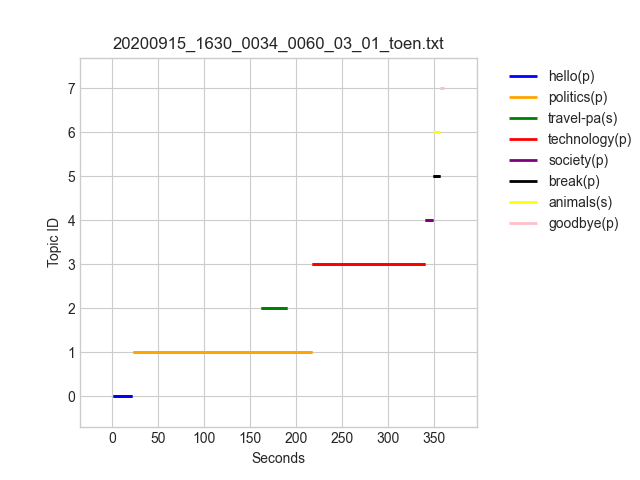 20200915_1630_0034_0060_03_01_toen.txt
Topic ID
7
6
5
4
3
2
1
0
0 50 100 150 200 250 300 350
Seconds
hello(p)
politics(p)
travel-pa(s)
technology(p)
society(p)
break(p)
animals(s)
goodbye(p)